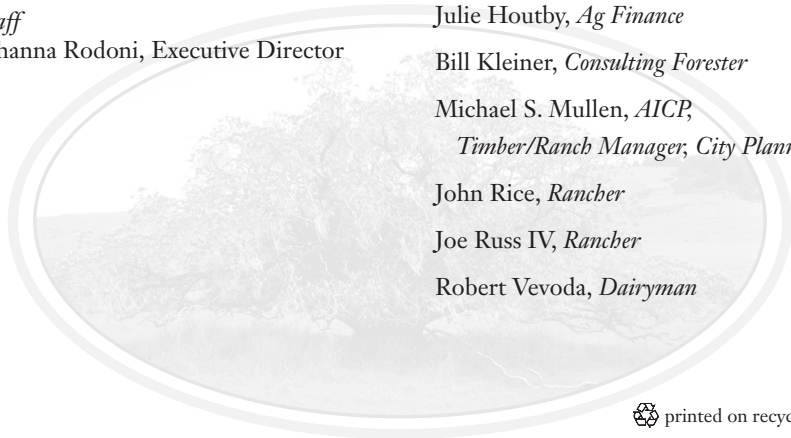 aff
hanna Rodoni, Executive Director
Julie Houtby, Ag Finance
Bill Kleiner, Consulting Forester
Michael S. Mullen, AICP,
Timber/Ranch Manager, City Plann
John Rice, Rancher
Joe Russ IV, Rancher
Robert Vevoda, Dairyman
printed on recyc